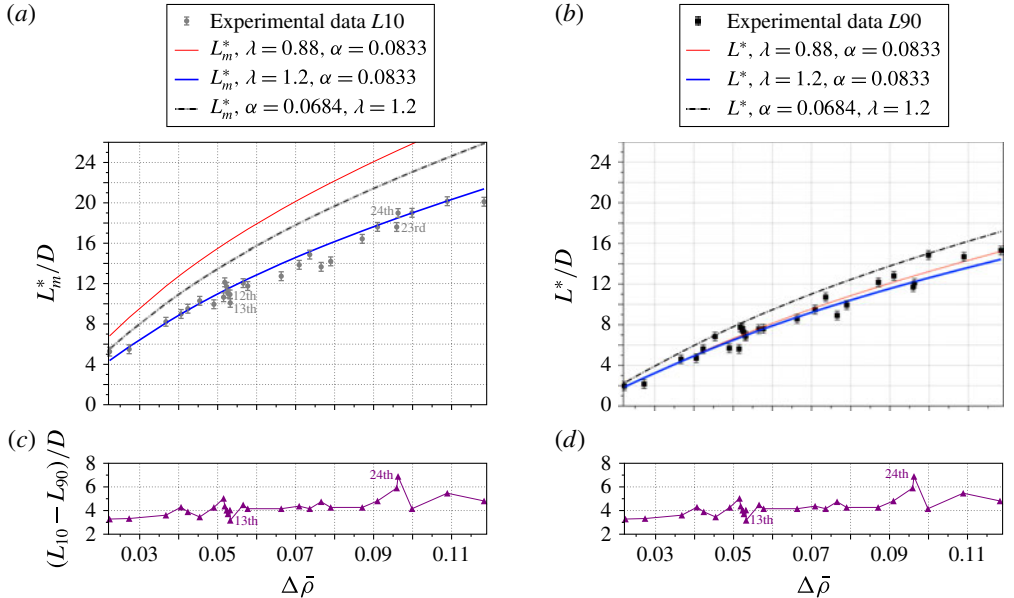 (a)
Experimental data L10
L*m, λ = 0.88, α = 0.0833
L*m, λ = 1.2, α = 0.0833
L*m, α = 0.0684, λ = 1.2
24
20
16
12
8
4
0
L*m/D
24th
23rd
12th
13th
(b)
Experimental data L90
L*, λ = 0.88, α = 0.0833
L*, λ = 1.2, α = 0.0833
L*, α = 0.0684, λ = 1.2
24
20
16
12
8
4
0
L*/D
(c)
(L10 − L90)/D
8
6
4
2
24th
13th
0.03 0.05 0.07 0.09 0.11
Δρ̄
(d)
8
6
4
2
24th
13th
0.03 0.05 0.07 0.09 0.11
Δρ̄